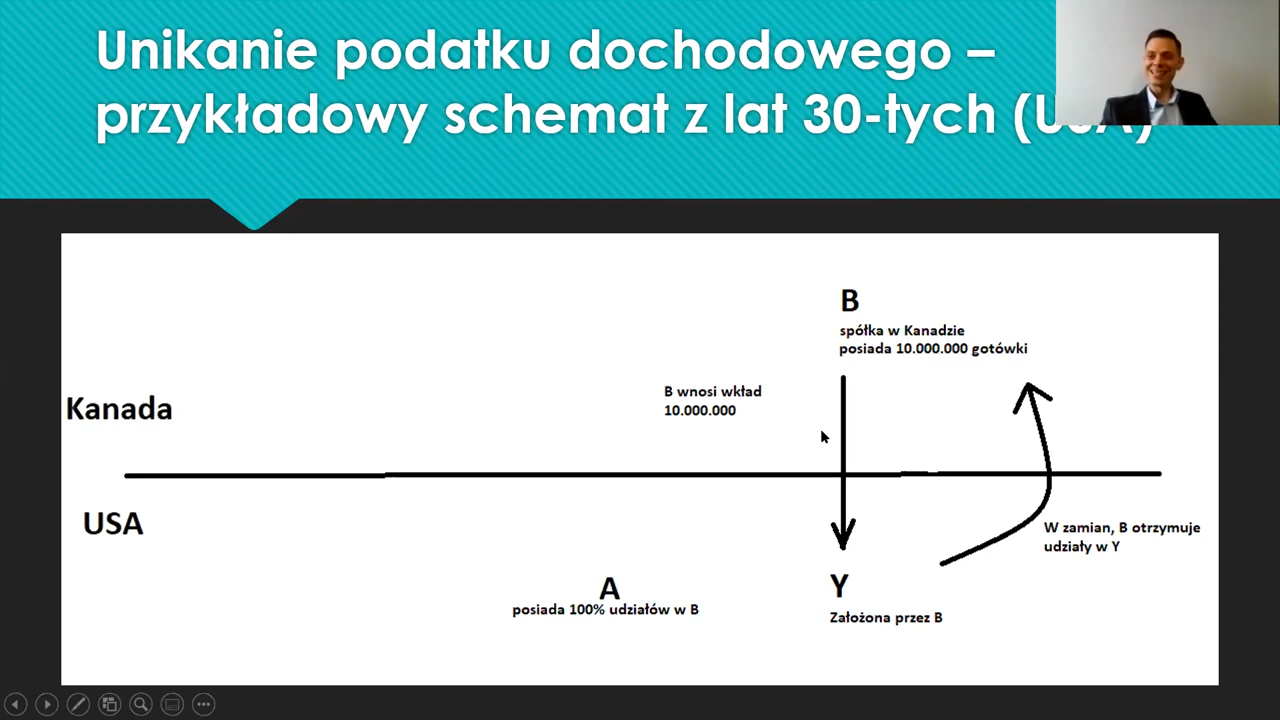 Unikanie podatku dochodowego –
przykładowy schemat z lat 30-tych (USA)
B
spółka w Kanadzie
posiada 10.000.000 gotówki
B wnosi wkład
10.000.000
Kanada
USA
W zamian, B otrzymuje
udziały w Y
A
posiada 100% udziałów w B
Y
Założona przez B